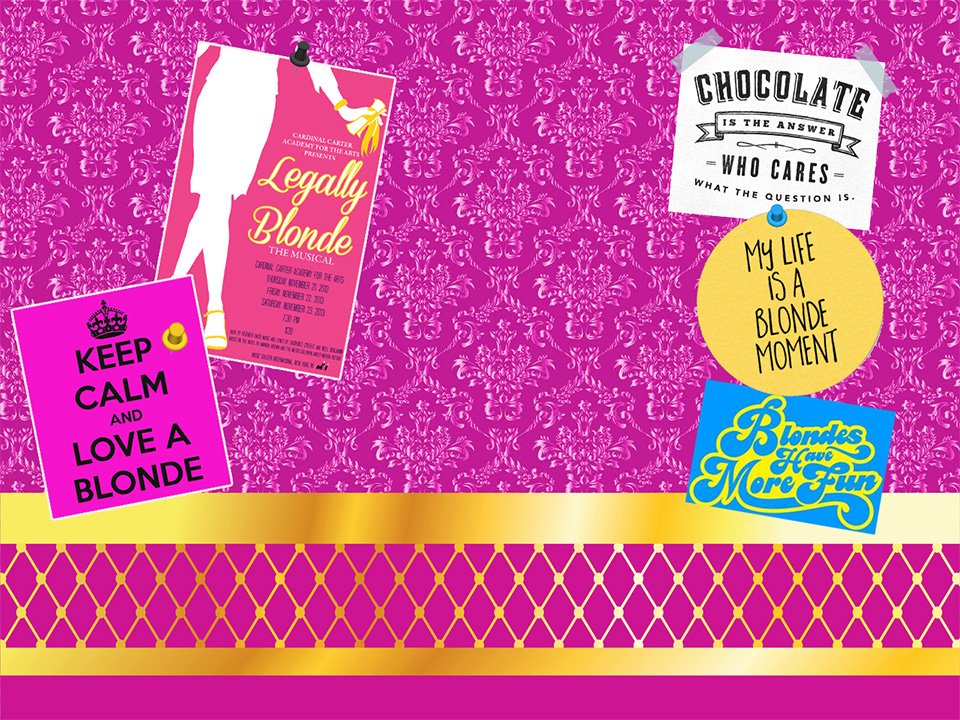 CARDINAL CARTER
ACADEMY FOR THE ARTS
PRESENTS
Legally
Blonde
THE MUSICAL
CARDINAL CARTER ACADEMY FOR THE ARTS
THURSDAY, NOVEMBER 21, 2013
FRIDAY, NOVEMBER 22, 2013
SATURDAY, NOVEMBER 23, 2013
7:30 PM
$20
KEEP
CALM
AND
LOVE A
BLONDE
CHOCOLATE
IS THE ANSWER
WHO CARES
WHAT THE QUESTION IS.
MY LIFE
IS A
BLONDE
MOMENT
Blondes
Have
More Fun